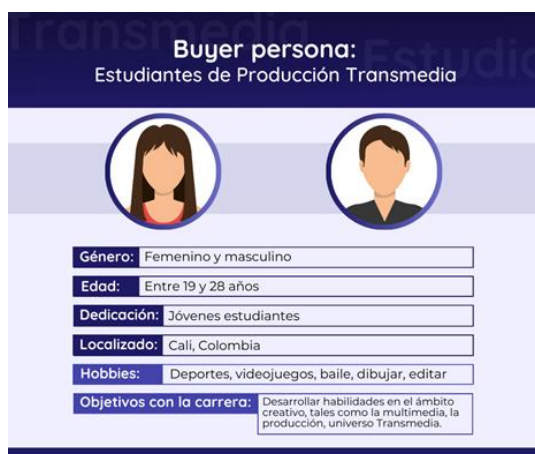 Transmedia
Estudio
Buyer persona:
Estudiantes de Producción Transmedia
Género: Femenino y masculino
Edad: Entre 19 y 28 años
Dedicación: Jóvenes estudiantes
Localizado: Cali, Colombia
Hobbies: Deportes, videojuegos, baile, dibujar, editar
Objetivos con la carrera: Desarrollar habilidades en el ámbito
creativo, tales como la multimedia, la
producción, universo Transmedia.